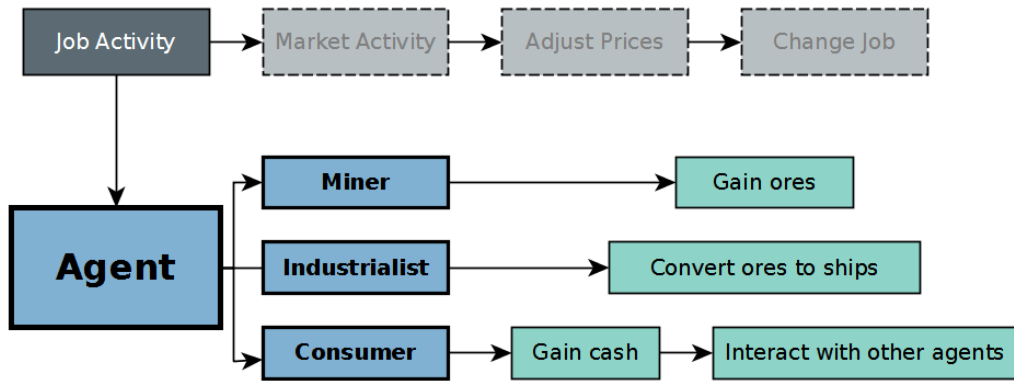 Job Activity
Market Activity
Adjust Prices
Change Job
Agent
Miner
Gain ores
Industrialist
Convert ores to ships
Consumer
Gain cash
Interact with other agents